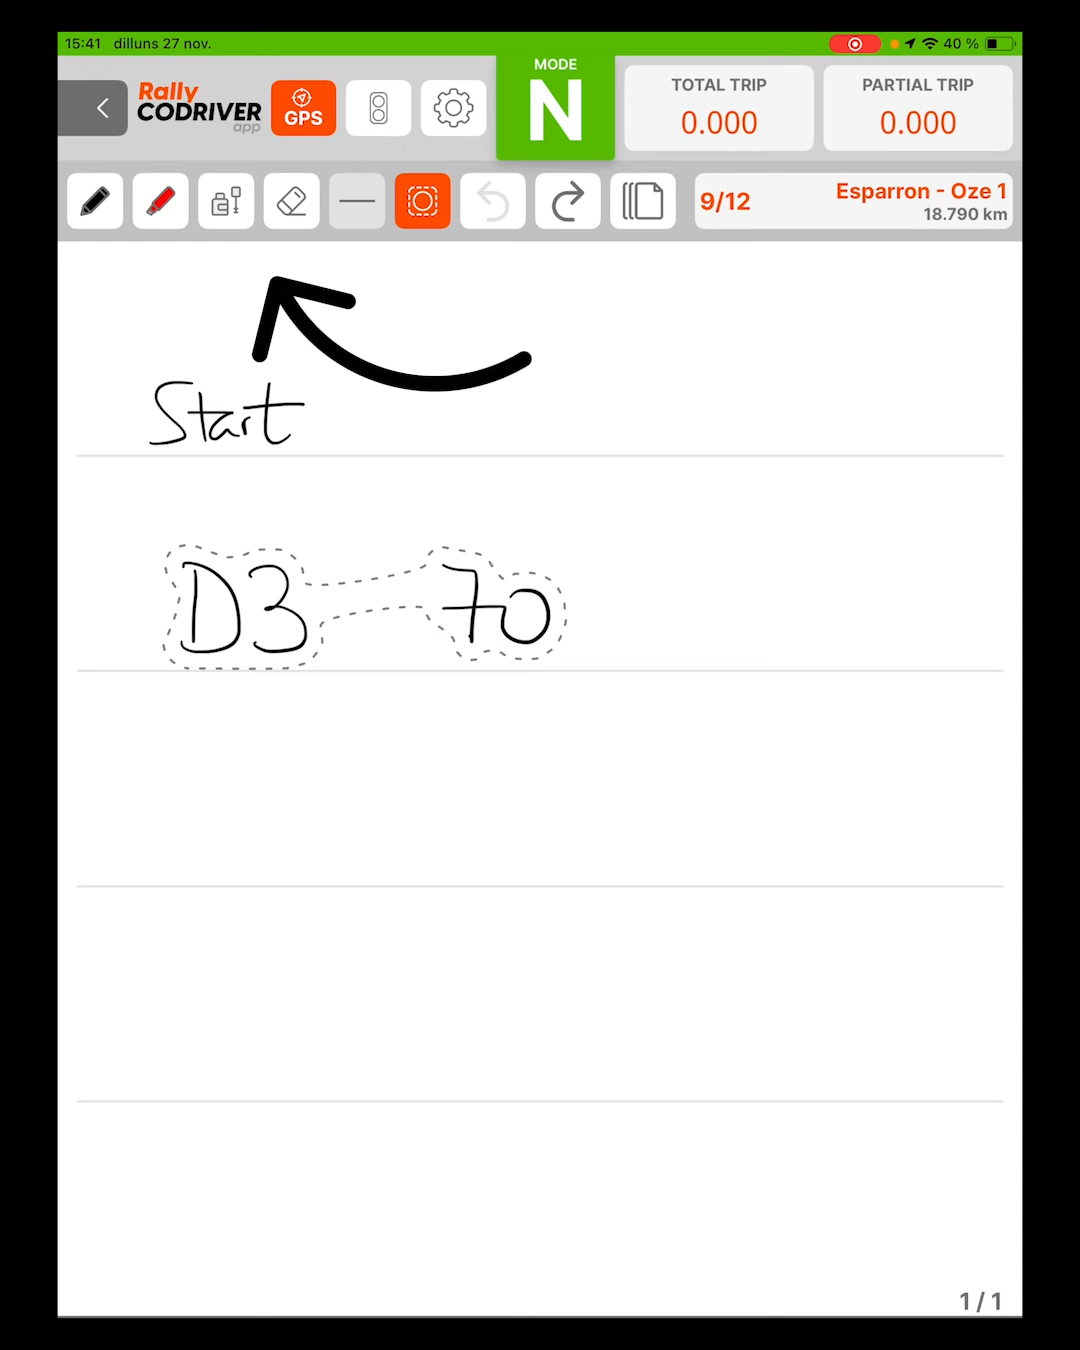 15:41 dilluns 27 nov. 40 %
Rally
CODRIVER
app
GPS
MODE
N
TOTAL TRIP
0.000
PARTIAL TRIP
0.000
9/12
Esparron - Oze 1
18.790 km
Start
D3 70
1 / 1